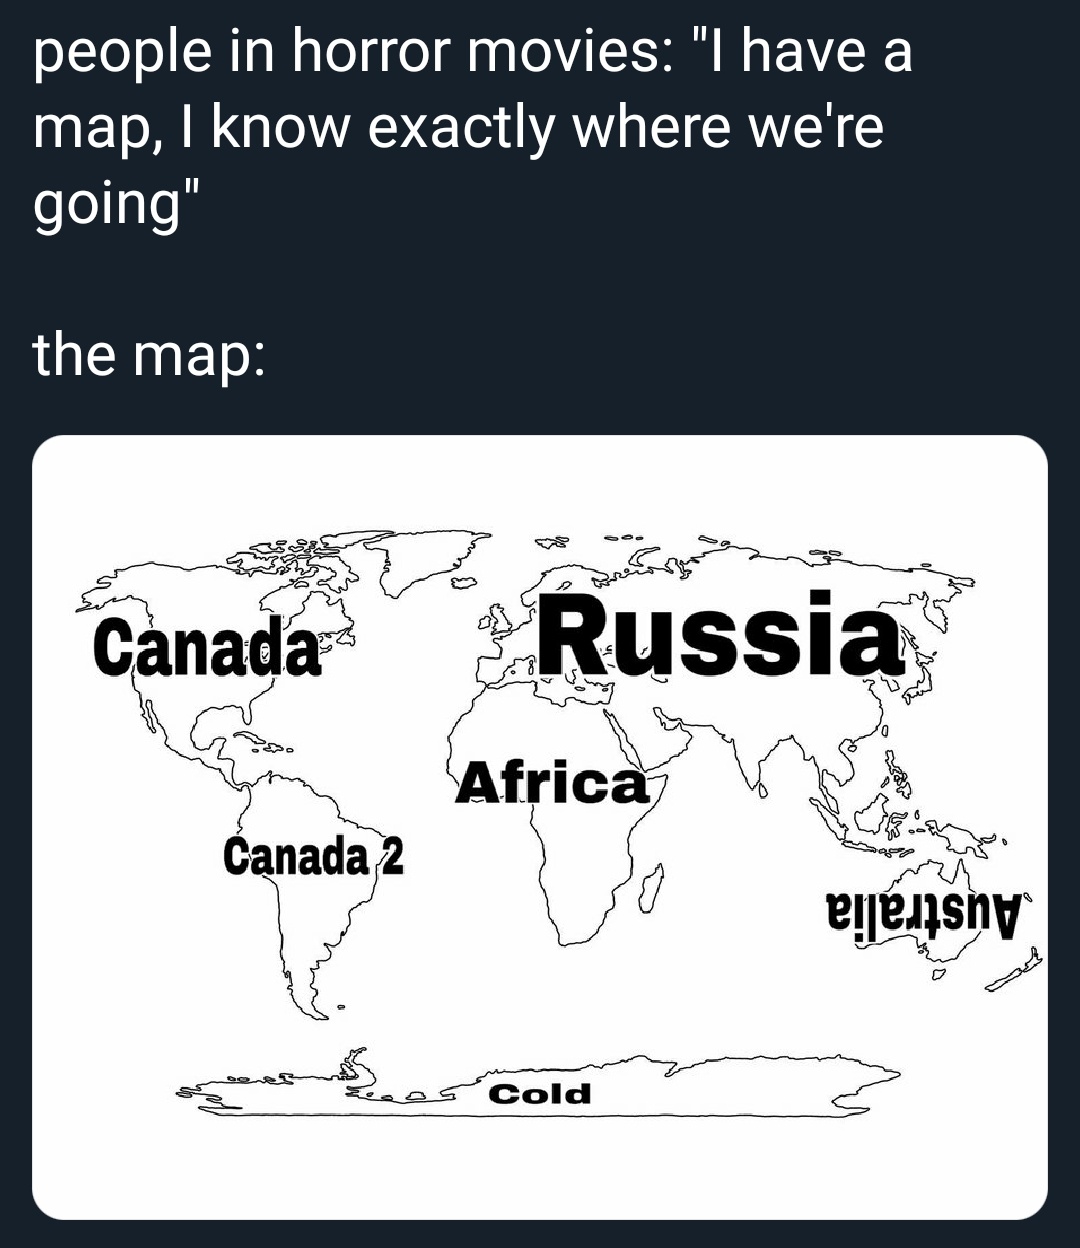 people in horror movies: "I have a
map, I know exactly where we're
going"
the map:
Russia
Canada
Africa
Canada 2
Australia
Cold